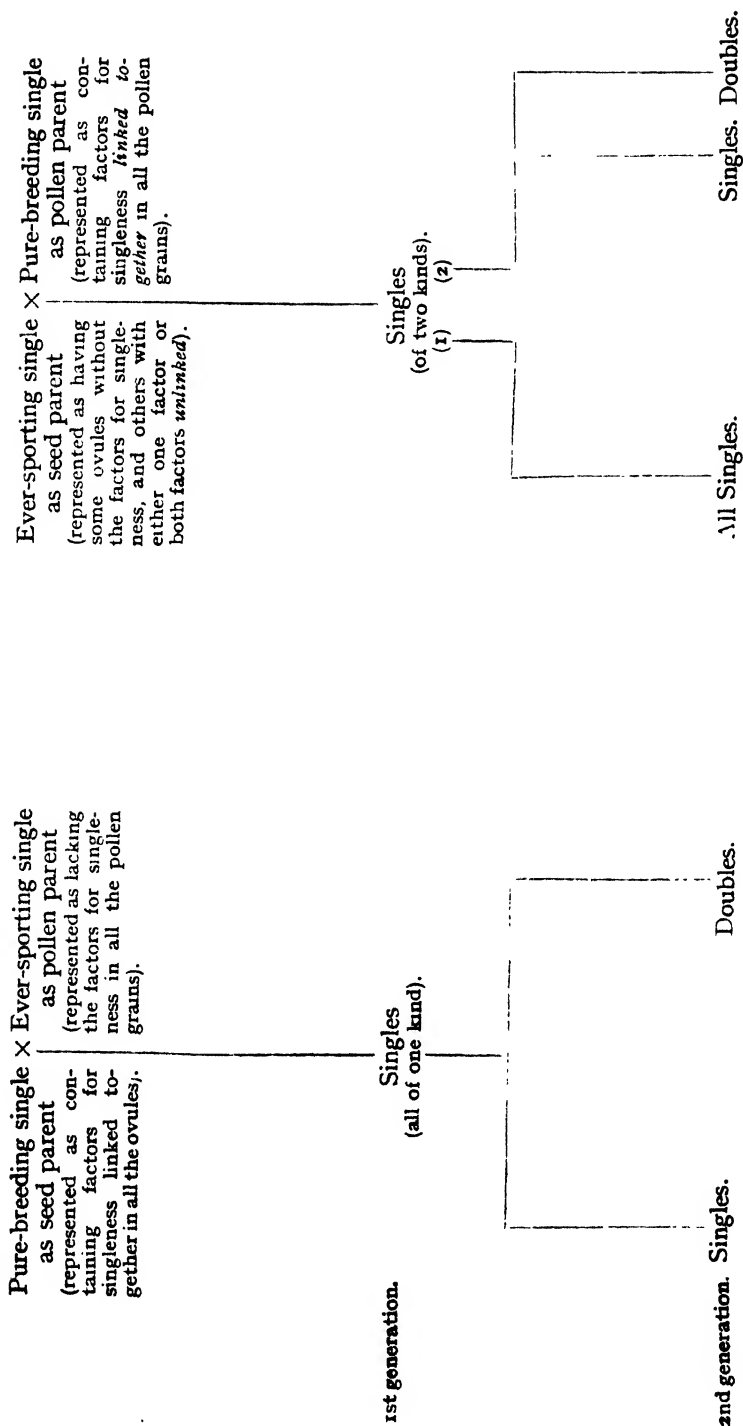 Pure-breeding single × Ever-sporting single
as seed parent
(represented as con-
taining factors for
singleness linked to-
gether in all the ovules).
as pollen parent
(represented as lacking
the factors for single-
ness in all the pollen
grains).
Ever-sporting single × Pure-breeding single
as seed parent
(represented as having
some ovules without
the factors for single-
ness, and others with
either one factor or
both factors unlinked).
as pollen parent
(represented as con-
taining factors for
singleness linked to-
gether in all the pollen
grains).
1st generation.
Singles
(all of one kind).
Singles
(of two kinds).
(1) (2)
2nd generation. Singles. Doubles.
All Singles. Singles. Doubles.